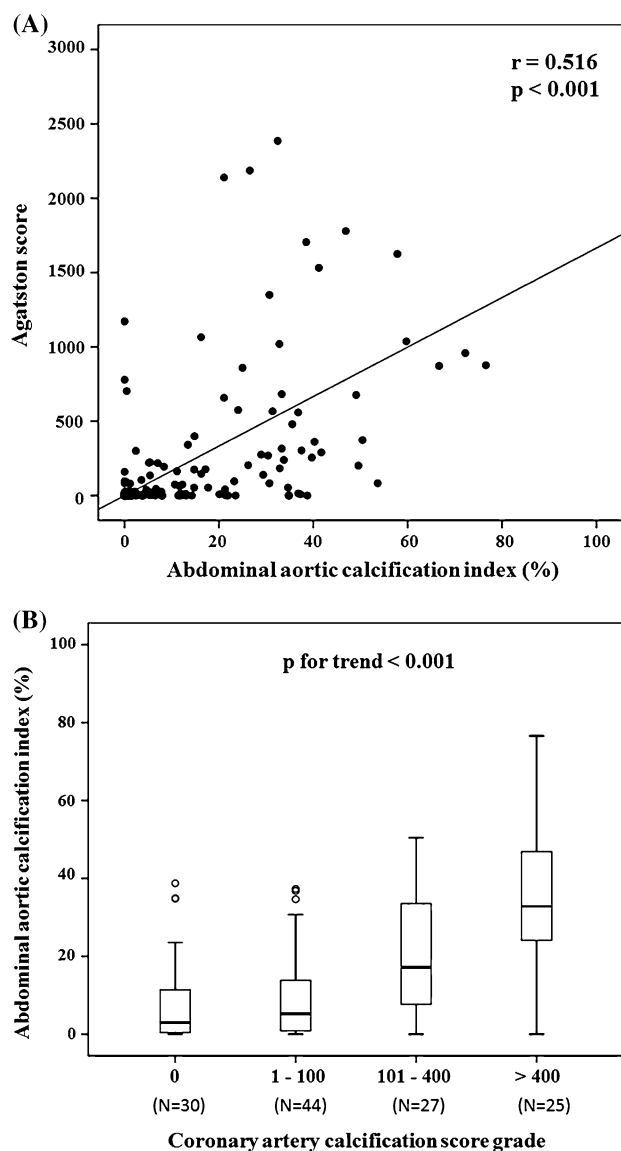 (A)
3000
2500
2000
1500
1000
500
0
Agatston score
r = 0.516
p < 0.001
0 20 40 60 80 100
Abdominal aortic calcification index (%)
(B)
100
80
60
40
20
0
Abdominal aortic calcification index (%)
p for trend < 0.001
0 1 - 100 101 - 400 > 400
(N=30) (N=44) (N=27) (N=25)
Coronary artery calcification score grade